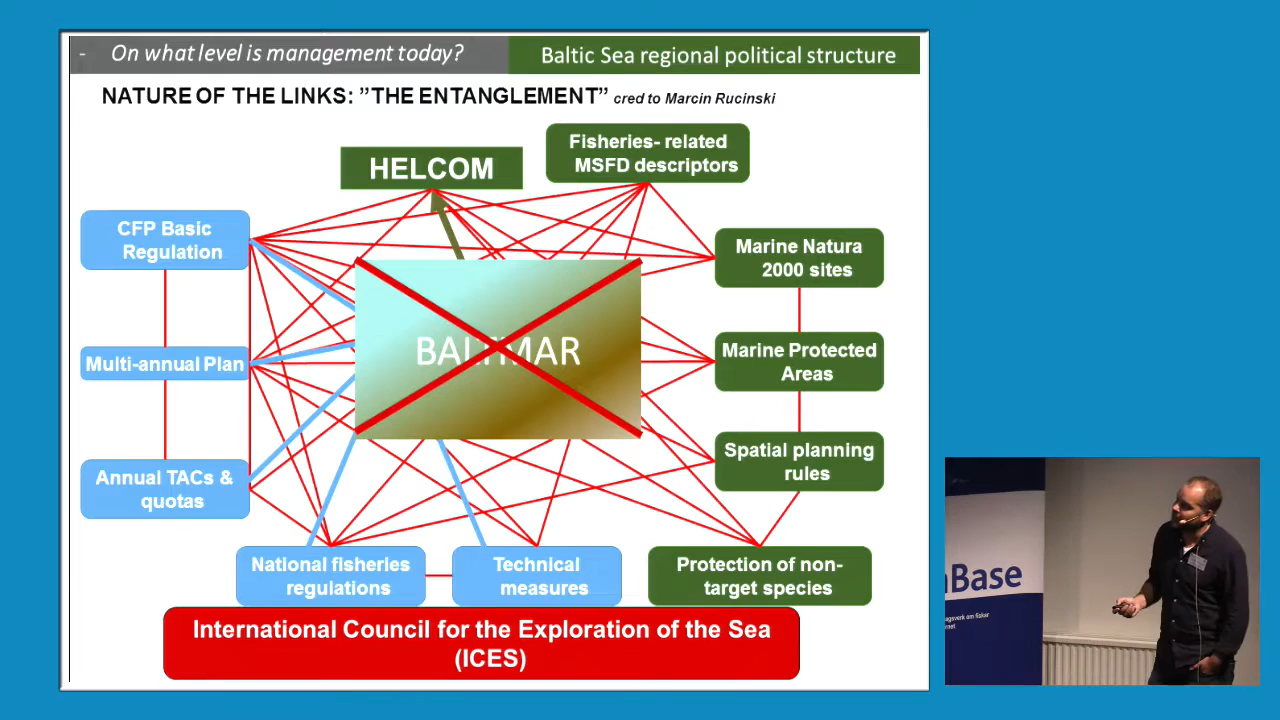 - On what level is management today?
Baltic Sea regional political structure
NATURE OF THE LINKS: ”THE ENTANGLEMENT” cred to Marcin Rucinski
Fisheries- related
MSFD descriptors
HELCOM
CFP Basic
Regulation
Marine Natura
2000 sites
BALTIMAR
Multi-annual Plan
Marine Protected
Areas
Spatial planning
rules
Annual TACs &
quotas
National fisheries
regulations
Technical
measures
Protection of non-
target species
International Council for the Exploration of the Sea
(ICES)
Base
om fiskar